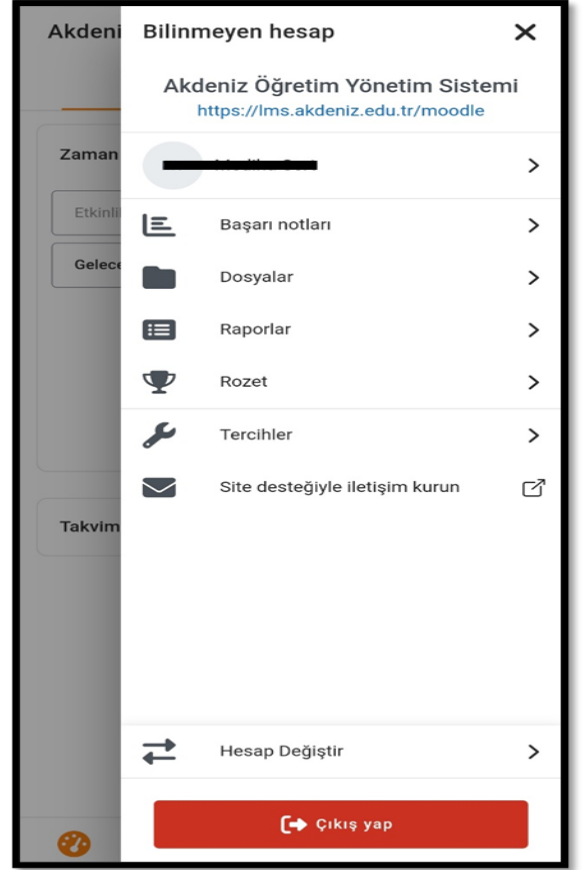 Akdeni
Bilinmeyen hesap
Akdeniz Öğretim Yönetim Sistemi
https://lms.akdeniz.edu.tr/moodle
Zaman
Etkinli
Başarı notları
Gelece
Dosyalar
Raporlar
Rozet
Tercihler
Site desteğiyle iletişim kurun
Takvim
Hesap Değiştir
Çıkış yap